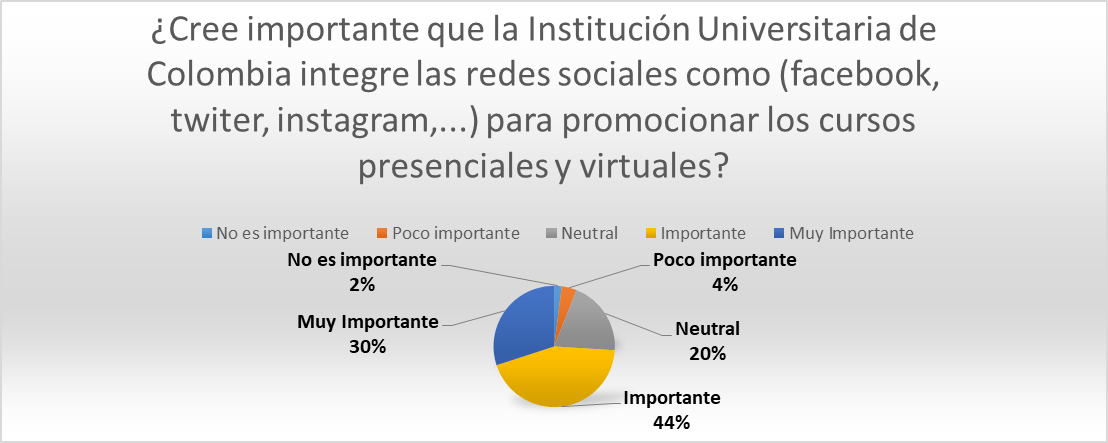 ¿Cree importante que la Institución Universitaria de
Colombia integre las redes sociales como (facebook,
twiter, instagram,...) para promocionar los cursos
presenciales y virtuales?
No es importante Poco importante Neutral Importante Muy Importante
No es importante
2%
Poco importante
4%
Muy Importante
30%
Neutral
20%
Importante
44%